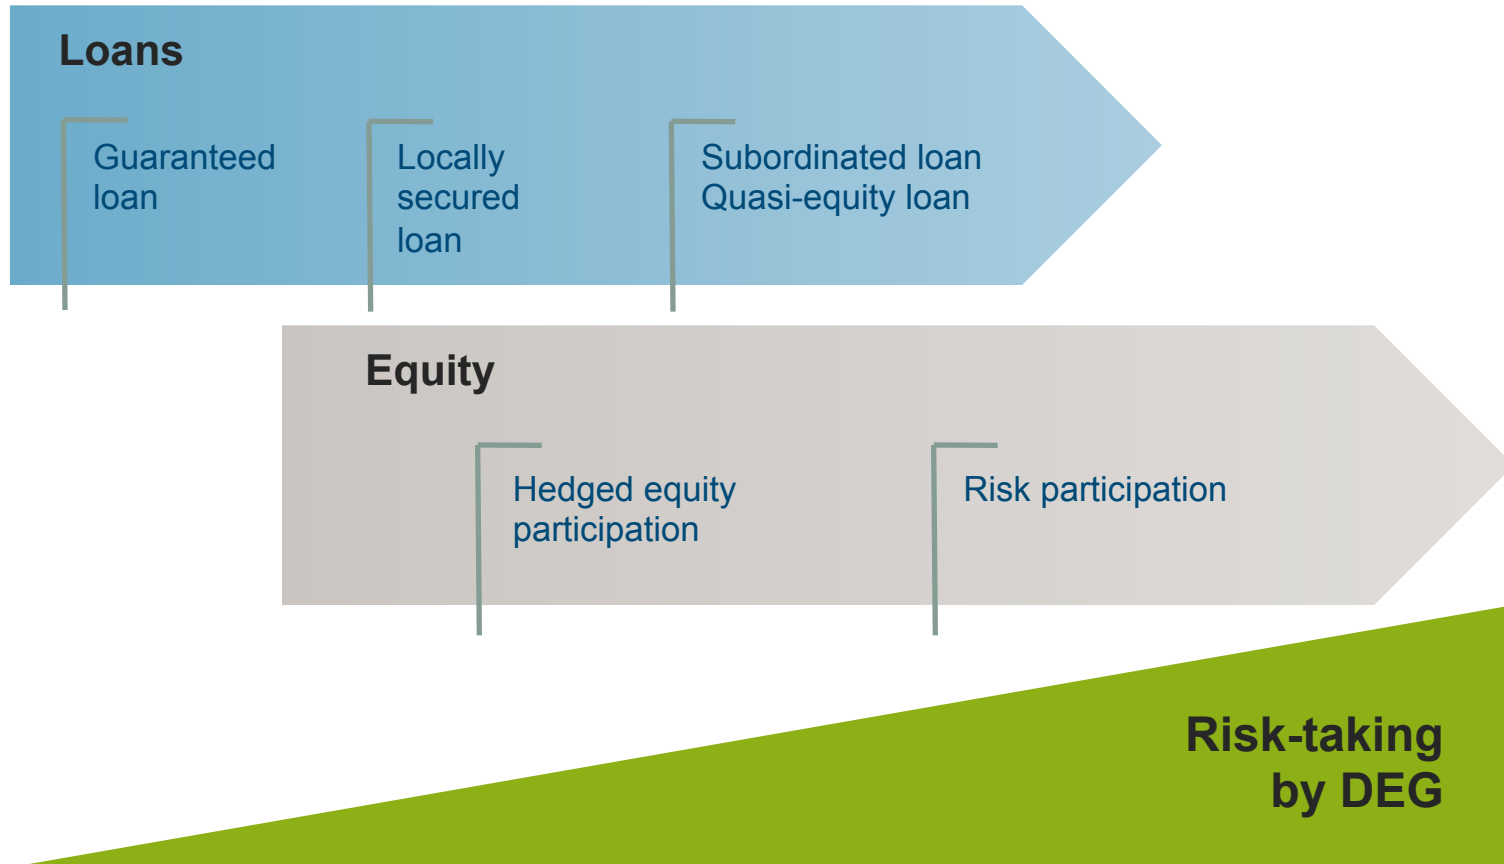 Loans
Guaranteed
loan
Locally
secured
loan
Subordinated loan
Quasi-equity loan
Equity
Hedged equity
participation
Risk participation
Risk-taking
by DEG